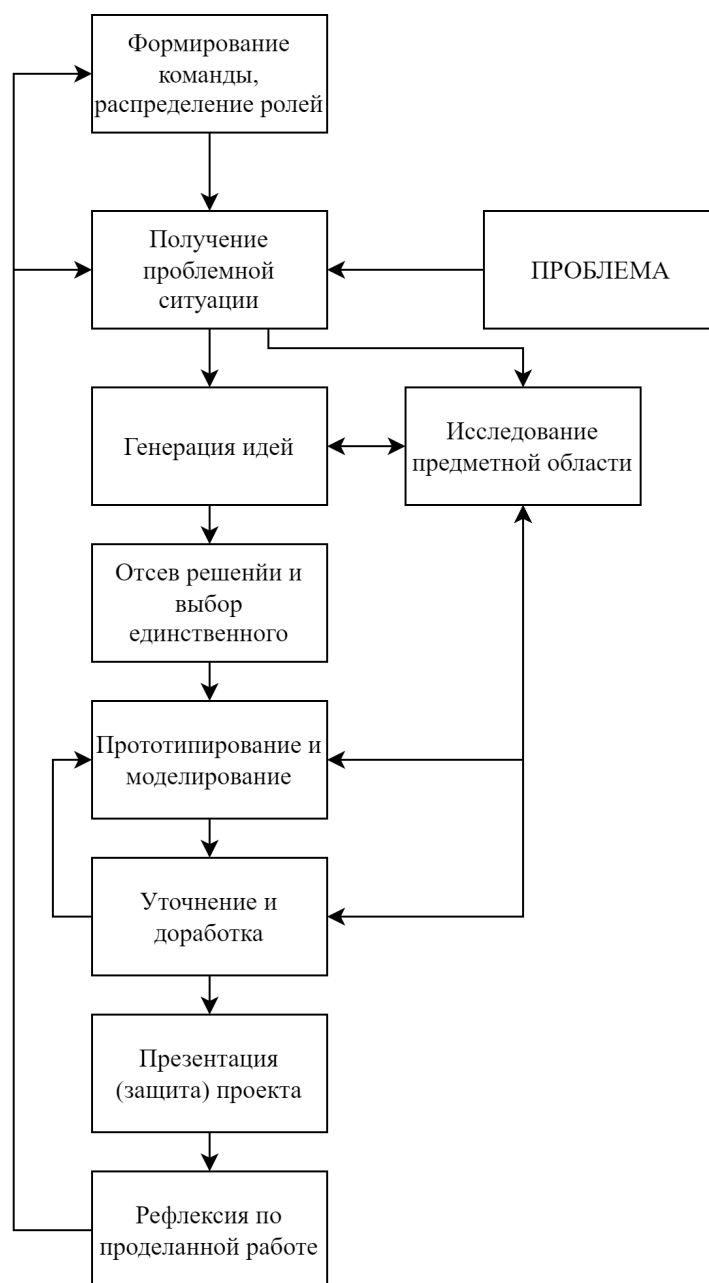 Формирование
команды,
распределение ролей
Получение
проблемной
ситуации
ПРОБЛЕМА
Генерация идей
Исследование
предметной области
Отсев решенйи и
выбор
единственного
Прототипирование и
моделирование
Уточнение и
доработка
Презентация
(защита) проекта
Рефлексия по
проделанной работе